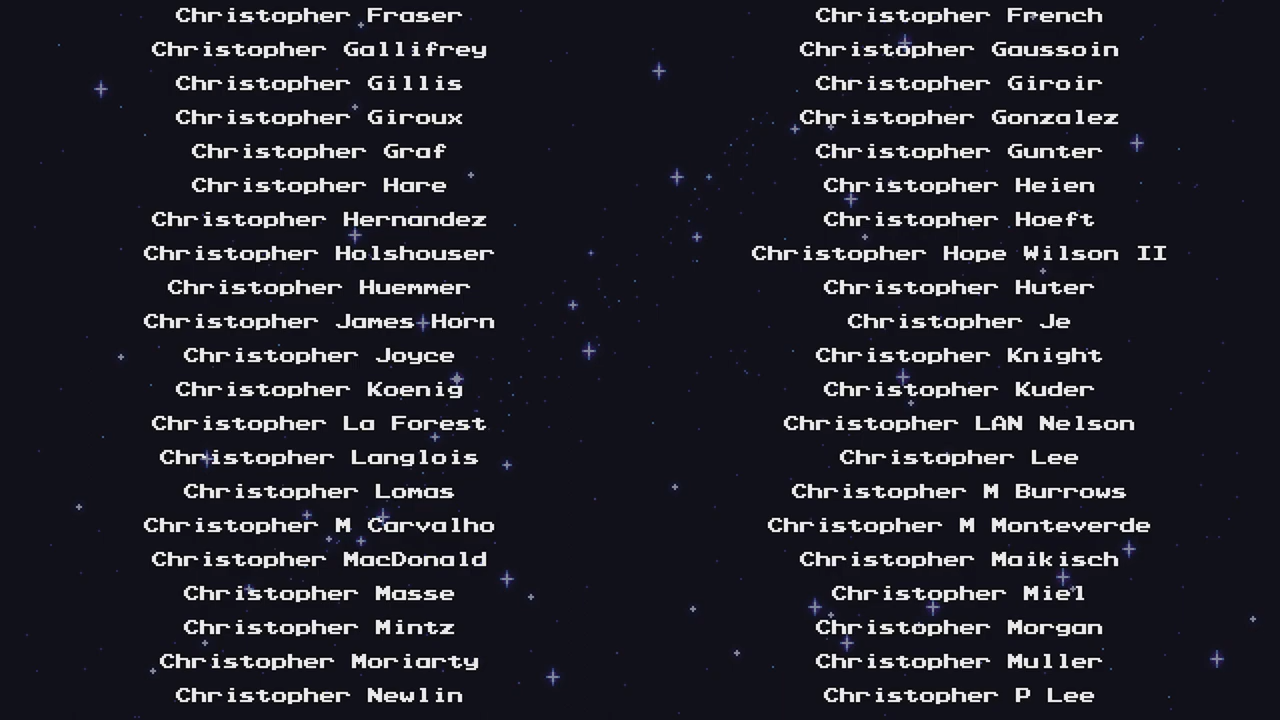 Christopher Fraser Christopher French
Christopher Gallifrey Christopher Gaussoin
Christopher Gillis Christopher Giroir
Christopher Giroux Christopher Gonzalez
Christopher Graf Christopher Gunter
Christopher Hare Christopher Heien
Christopher Hernandez Christopher Hoeft
Christopher Holshouser Christopher Hope Wilson II
Christopher Huemmer Christopher Huter
Christopher James Horn Christopher Je
Christopher Joyce Christopher Knight
Christopher Koenig Christopher Kuder
Christopher La Forest Christopher LAN Nelson
Christopher Langlois Christopher Lee
Christopher Lomas Christopher M Burrows
Christopher M Carvalho Christopher M Monteverde
Christopher MacDonald Christopher Maikisch
Christopher Masse Christopher Miel
Christopher Mintz Christopher Morgan
Christopher Moriarty Christopher Muller
Christopher Newlin Christopher P Lee